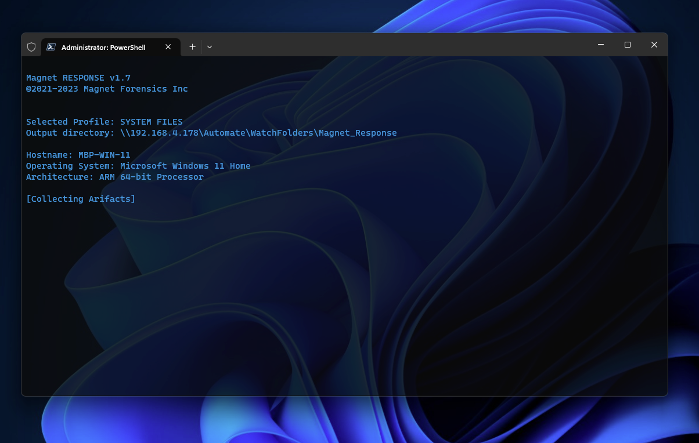 Administrator: PowerShell
Magnet RESPONSE v1.7
©2021-2023 Magnet Forensics Inc
Selected Profile: SYSTEM FILES
Output directory: \\192.168.4.178\Automate\WatchFolders\Magnet_Response
Hostname: MBP-WIN-11
Operating System: Microsoft Windows 11 Home
Architecture: ARM 64-bit Processor
[Collecting Arifacts]